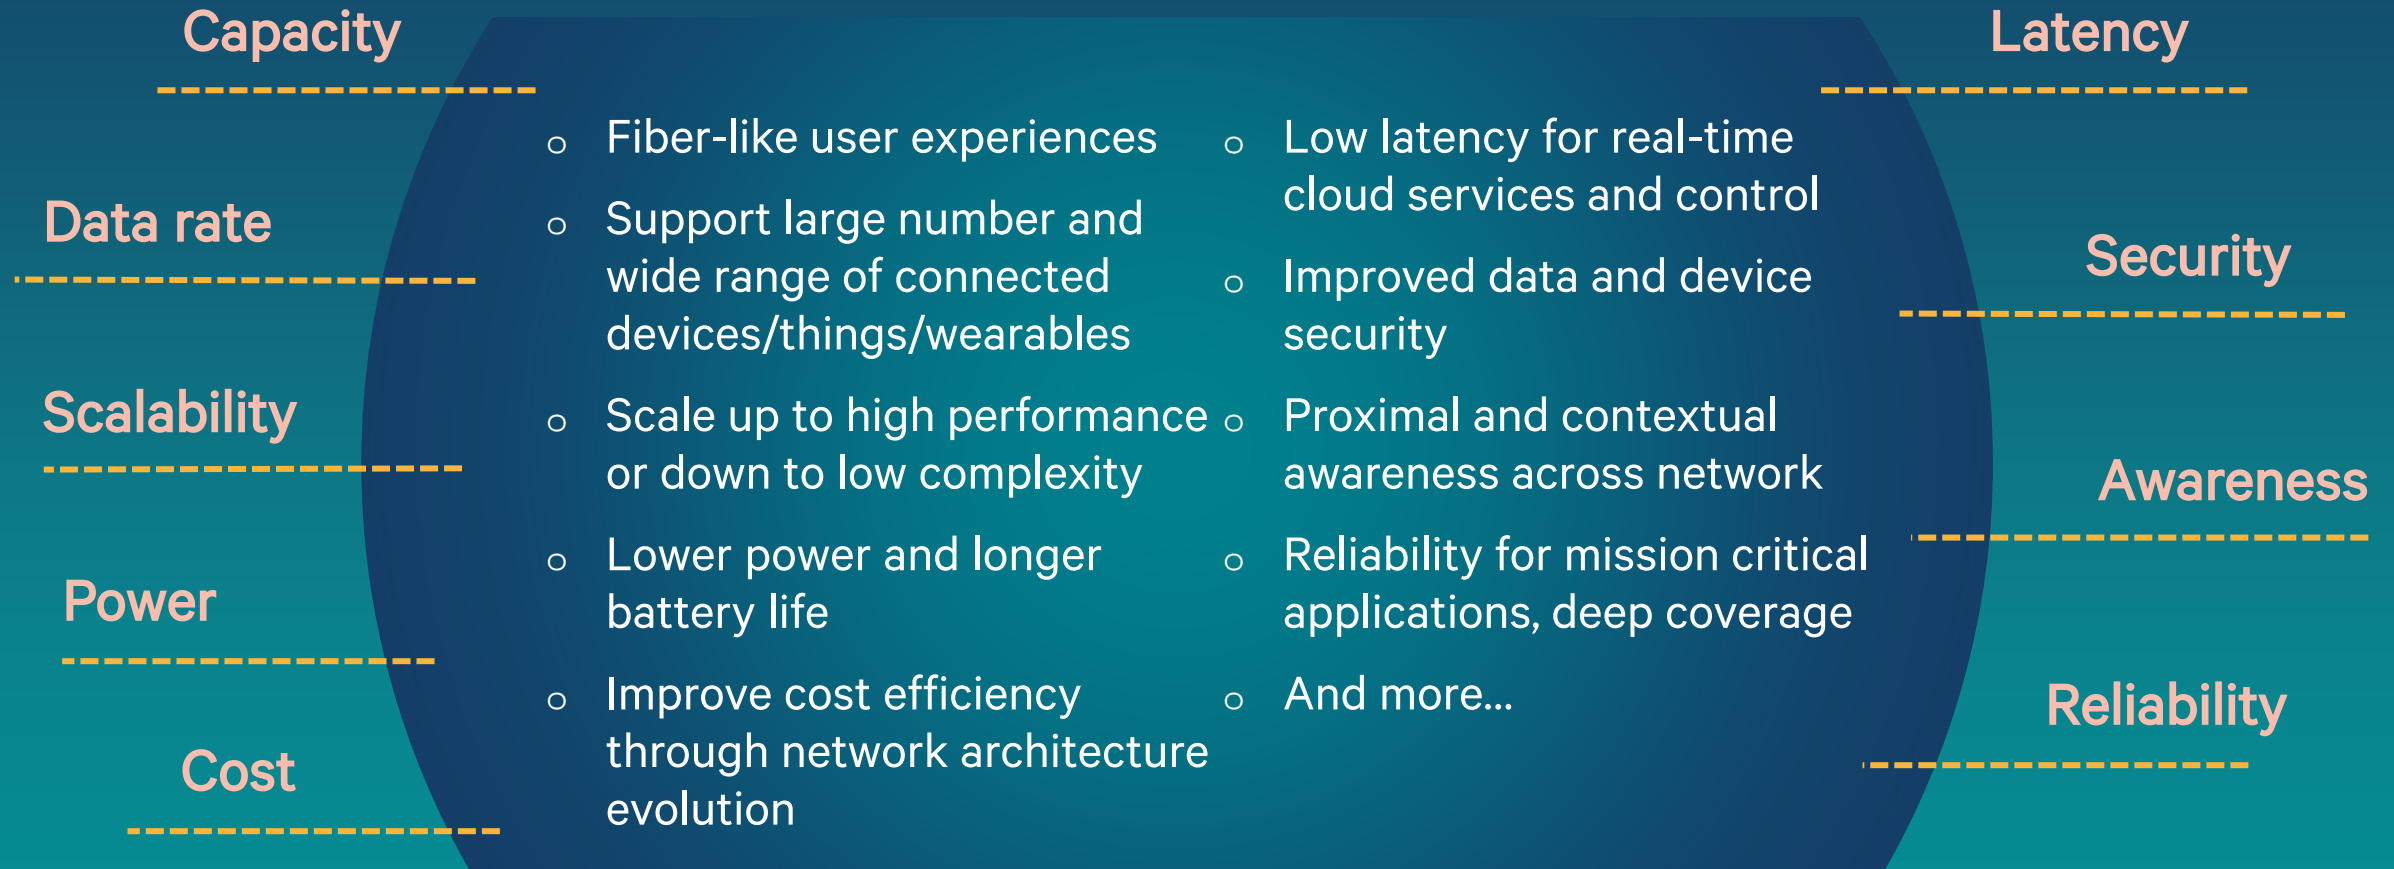 Capacity
Data rate
Scalability
Power
Cost
Fiber-like user experiences
Support large number and
wide range of connected
devices/things/wearables
Scale up to high performance
or down to low complexity
Lower power and longer
battery life
Improve cost efficiency
through network architecture
evolution
Low latency for real-time
cloud services and control
Improved data and device
security
Proximal and contextual
awareness across network
Reliability for mission critical
applications, deep coverage
And more...
Latency
Security
Awareness
Reliability